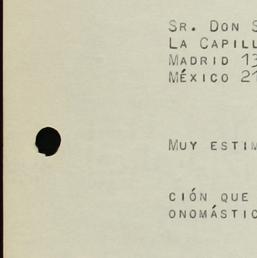 Sr. Don S
La Capill
Madrid 13
México 21
Muy estim
ción que
onomástic